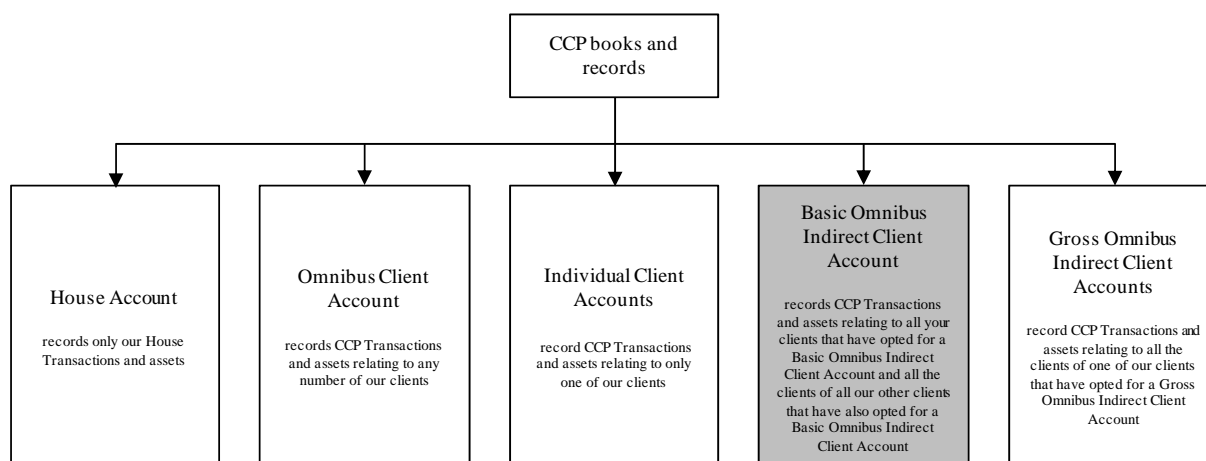 CCP books and
records
House Account
records only our House
Transactions and assets
Omnibus Client
Account
records CCP Transactions
and assets relating to any
number of our clients
Individual Client
Accounts
record CCP Transactions
and assets relating to only
one of our clients
Basic Omnibus
Indirect Client
Account
records CCP Transactions
and assets relating to all your
clients that have opted for a
Basic Omnibus Indirect
Client Account and all the
clients of all our other clients
that have also opted for a
Basic Omnibus Indirect
Client Account
Gross Omnibus
Indirect Client
Accounts
record CCP Transactions and
assets relating to all the
clients of one of our clients
that have opted for a Gross
Omnibus Indirect Client
Account